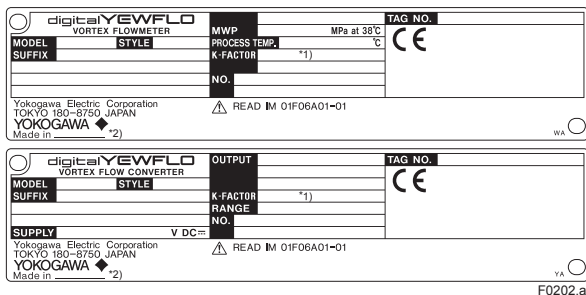 digitalYEWFLO
VORTEX FLOWMETER
MODEL STYLE
SUFFIX
MWP MPa at 38℃
PROCESS TEMP. ℃
K-FACTOR *1)
NO.
TAG NO.
CE
Yokogawa Electric Corporation
TOKYO 180-8750 JAPAN
YOKOGAWA ◆
Made in ________ *2)
⚠ READ IM 01F06A01-01
WA
digitalYEWFLO
VORTEX FLOW CONVERTER
MODEL STYLE
SUFFIX
SUPPLY V DC⎓
OUTPUT
K-FACTOR *1)
RANGE
NO.
TAG NO.
CE
Yokogawa Electric Corporation
TOKYO 180-8750 JAPAN
YOKOGAWA ◆
Made in ________ *2)
⚠ READ IM 01F06A01-01
YA
F0202.ai